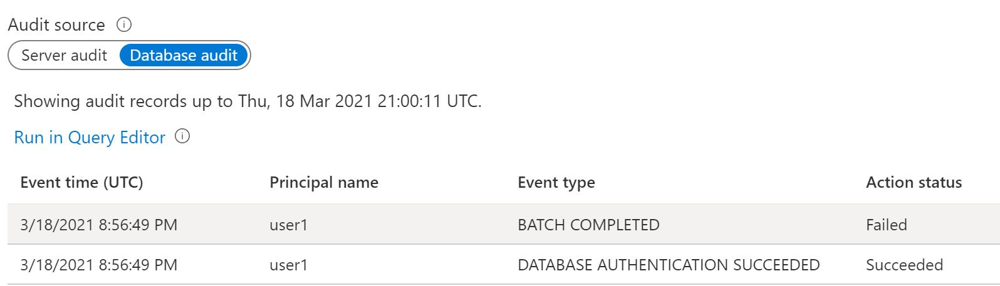 Audit source
Server audit Database audit
Showing audit records up to Thu, 18 Mar 2021 21:00:11 UTC.
Run in Query Editor
Event time (UTC) Principal name Event type Action status
3/18/2021 8:56:49 PM user1 BATCH COMPLETED Failed
3/18/2021 8:56:49 PM user1 DATABASE AUTHENTICATION SUCCEEDED Succeeded